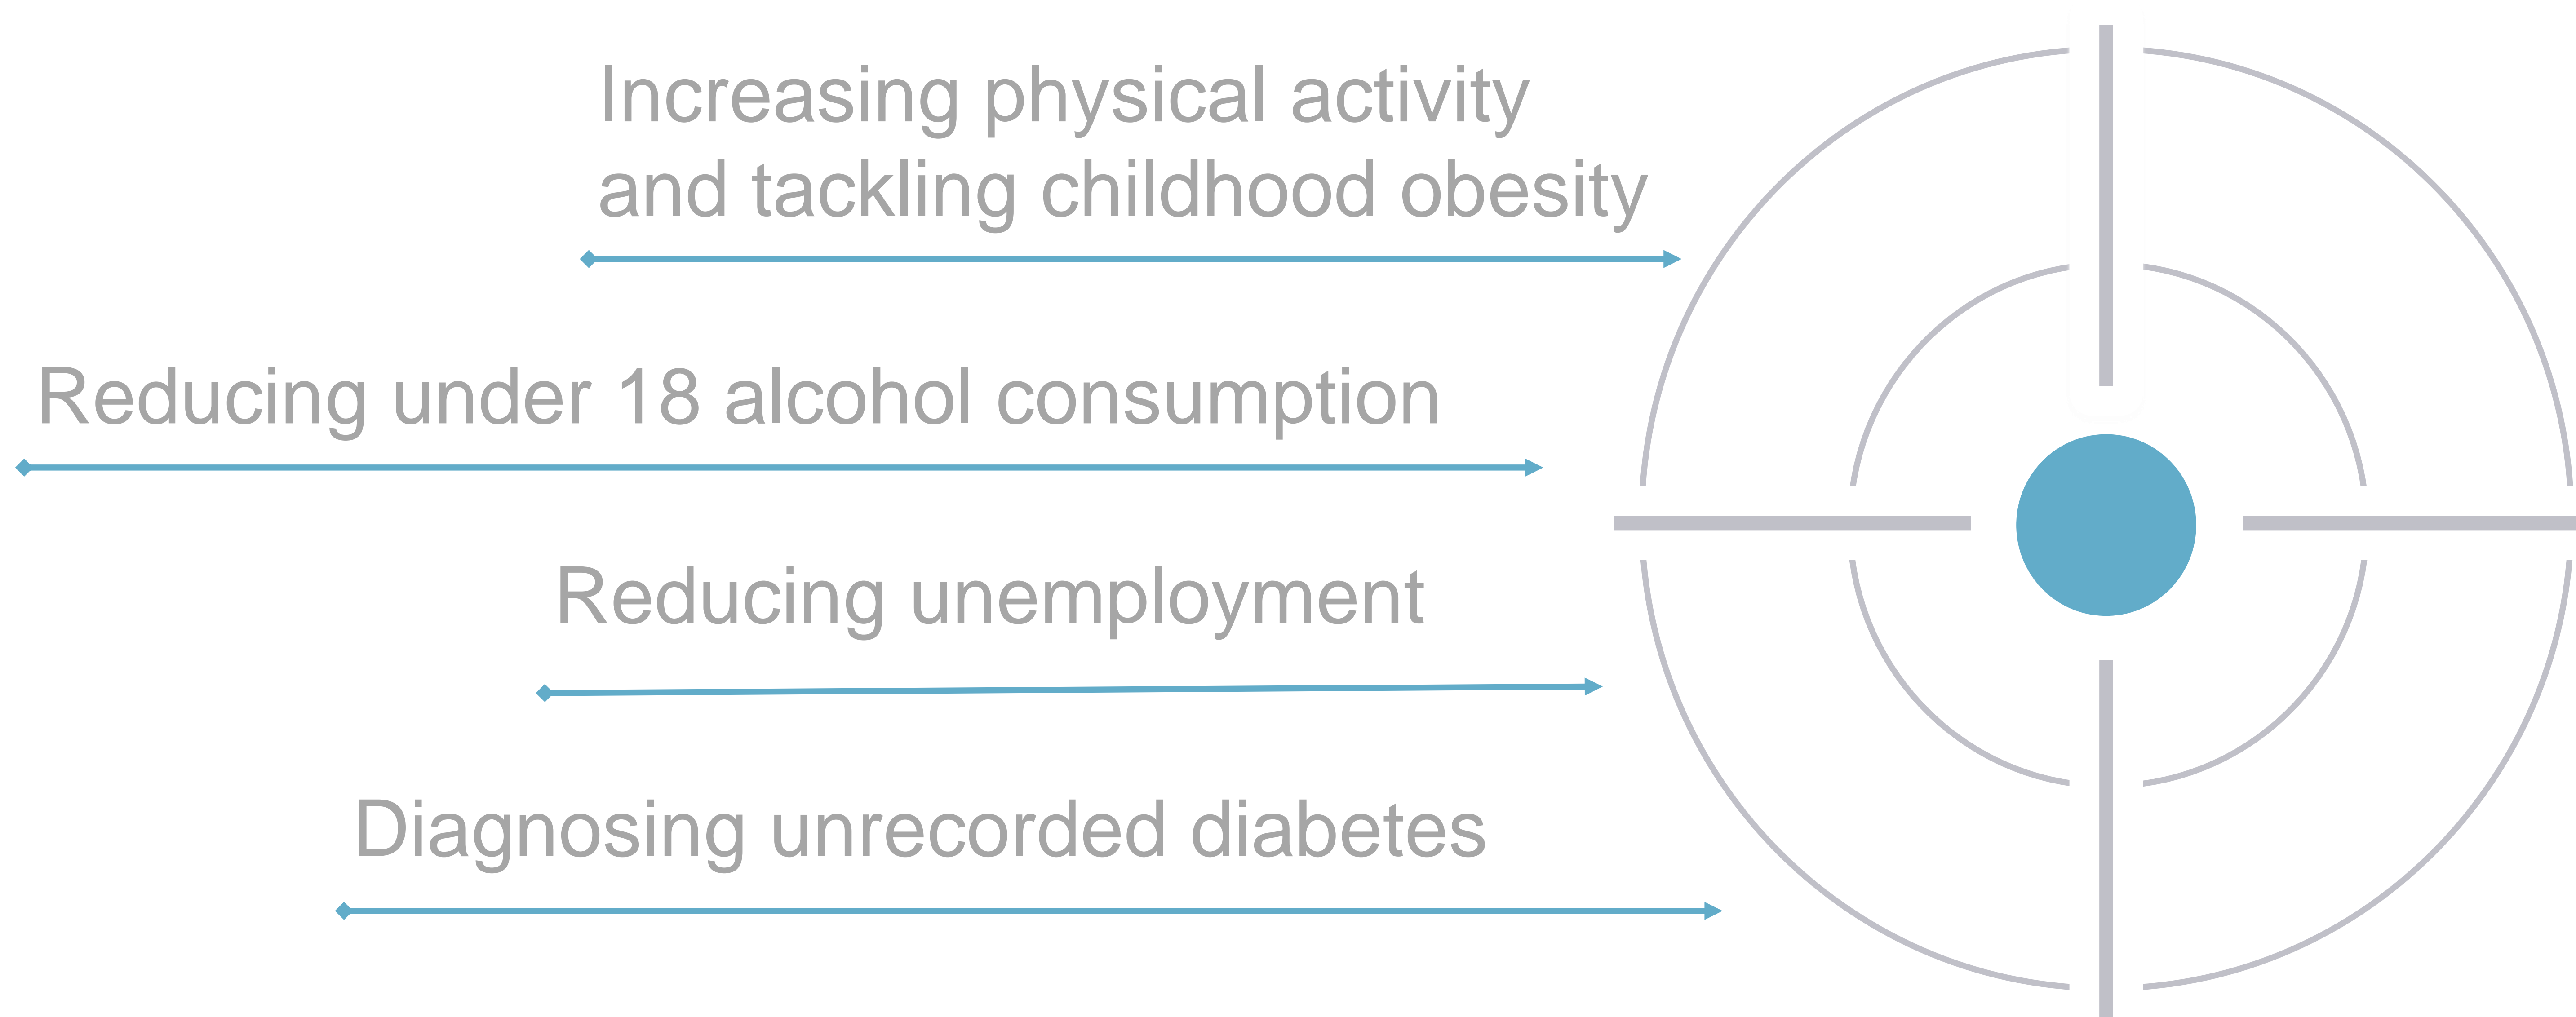 Increasing physical activity
and tackling childhood obesity
Reducing under 18 alcohol consumption
Reducing unemployment
Diagnosing unrecorded diabetes